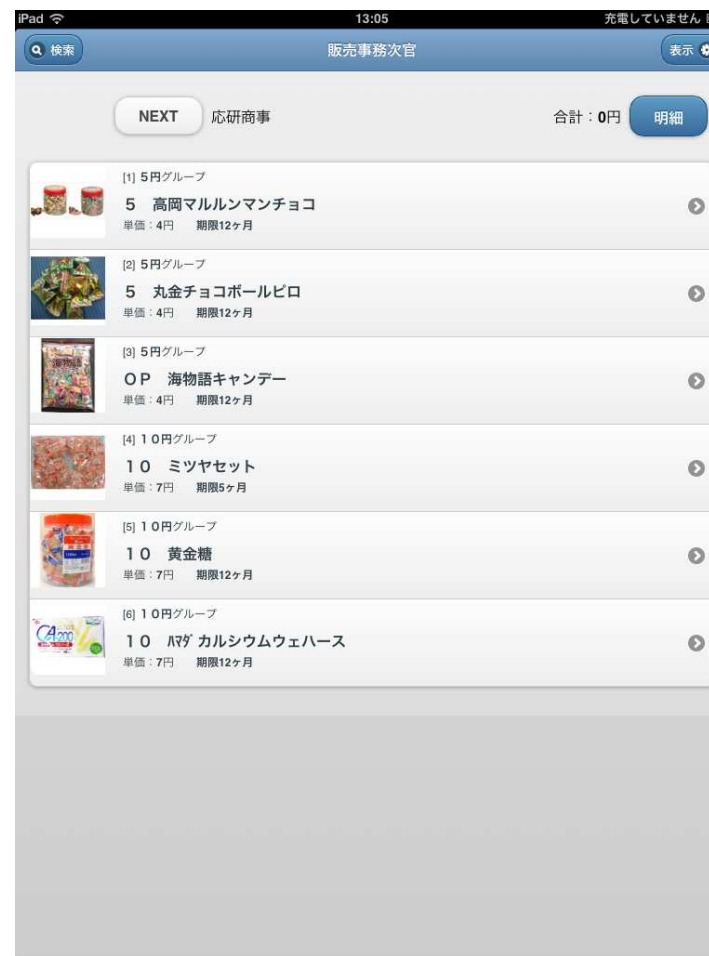 iPad 13:05 充電していません
検索 販売事務次官 表示
NEXT 応研商事 合計：0円 明細
[1] 5円グループ
5　高岡マルルンマンチョコ
単価：4円 期限12ヶ月
[2] 5円グループ
5　丸金チョコボールピロ
単価：4円 期限12ヶ月
[3] 5円グループ
海物語
ＯＰ　海物語キャンデー
単価：4円 期限12ヶ月
[4] １０円グループ
１０　ミツヤセット
単価：7円 期限5ヶ月
[5] １０円グループ
１０　黄金糖
単価：7円 期限12ヶ月
[6] １０円グループ
CA200
１０　ﾊﾏﾀﾞ カルシウムウェハース
単価：7円 期限12ヶ月